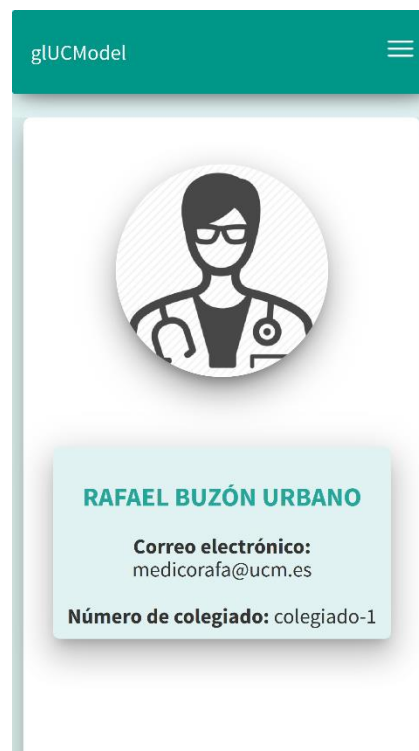 glUCModel
RAFAEL BUZÓN URBANO
Correo electrónico:
medicorafa@ucm.es
Número de colegiado: colegiado-1